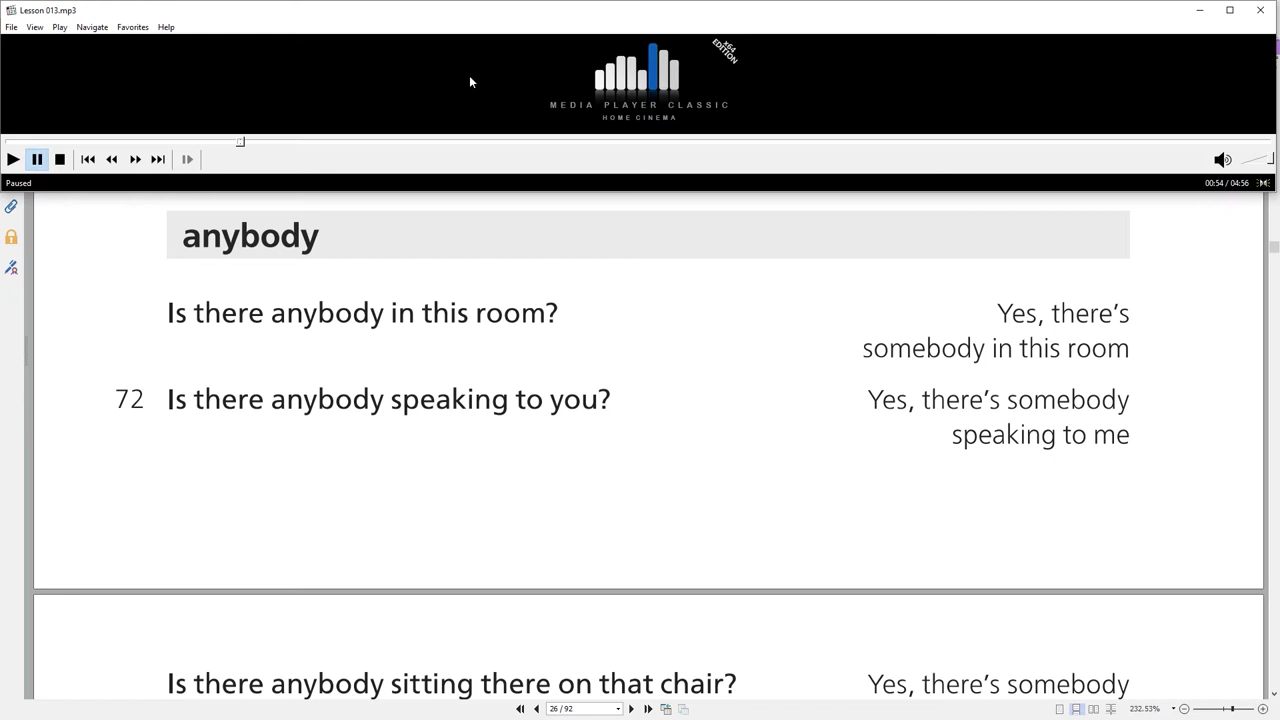 Lesson 013.mp3
File View Play Navigate Favorites Help
x64 EDITION
MEDIA PLAYER CLASSIC
HOME CINEMA
Paused 00:54 / 04:56
anybody
Is there anybody in this room? Yes, there's
somebody in this room
72 Is there anybody speaking to you? Yes, there's somebody
speaking to me
Is there anybody sitting there on that chair? Yes, there's somebody
26 / 92 232.53%